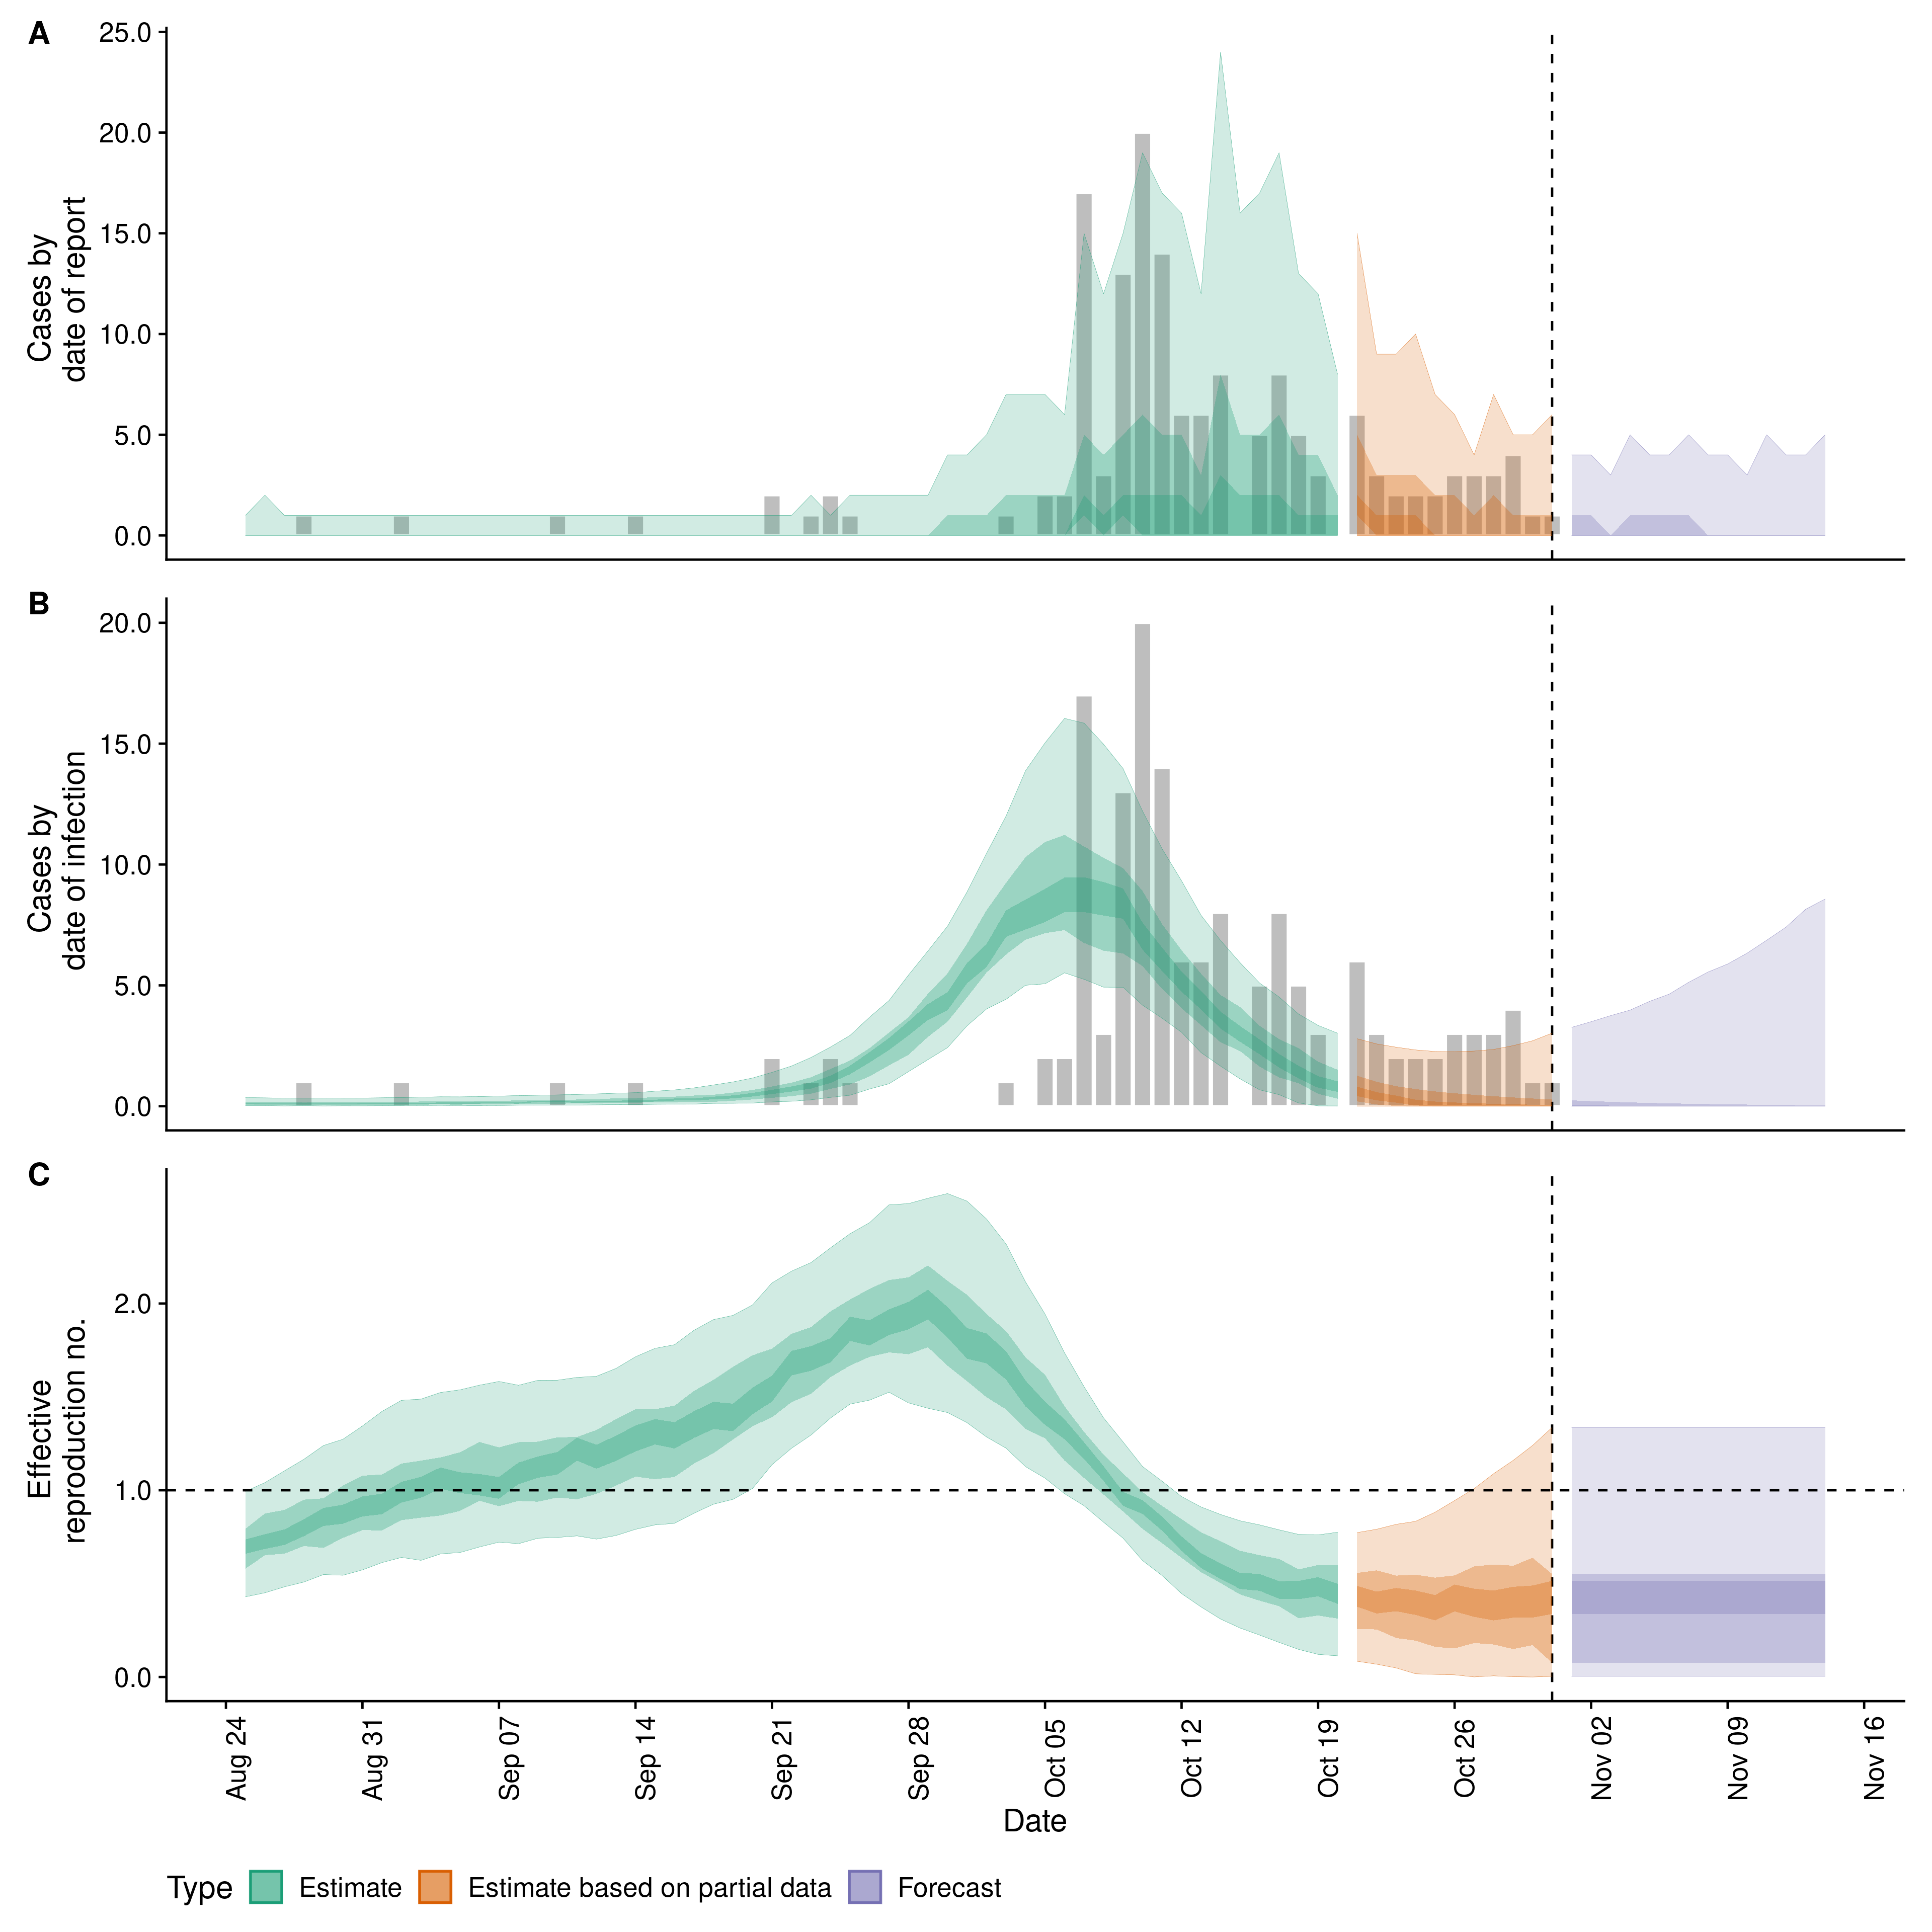 A
25.0
20.0
15.0
10.0
5.0
0.0
Cases by
date of report
B
20.0
15.0
10.0
5.0
0.0
Cases by
date of infection
C
2.0
1.0
0.0
Effective
reproduction no.
Aug 24
Aug 31
Sep 07
Sep 14
Sep 21
Sep 28
Oct 05
Oct 12
Oct 19
Oct 26
Nov 02
Nov 09
Nov 16
Date
Type Estimate Estimate based on partial data Forecast